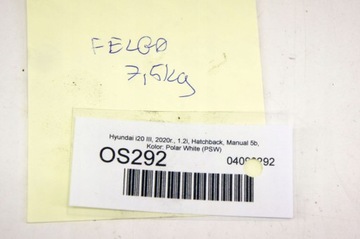 FELGA
7,5kg
Hyundai i20 III, 2020r., 1.2i, Hatchback, Manual 5b,
Kolor: Polar White (PSW)
OS292